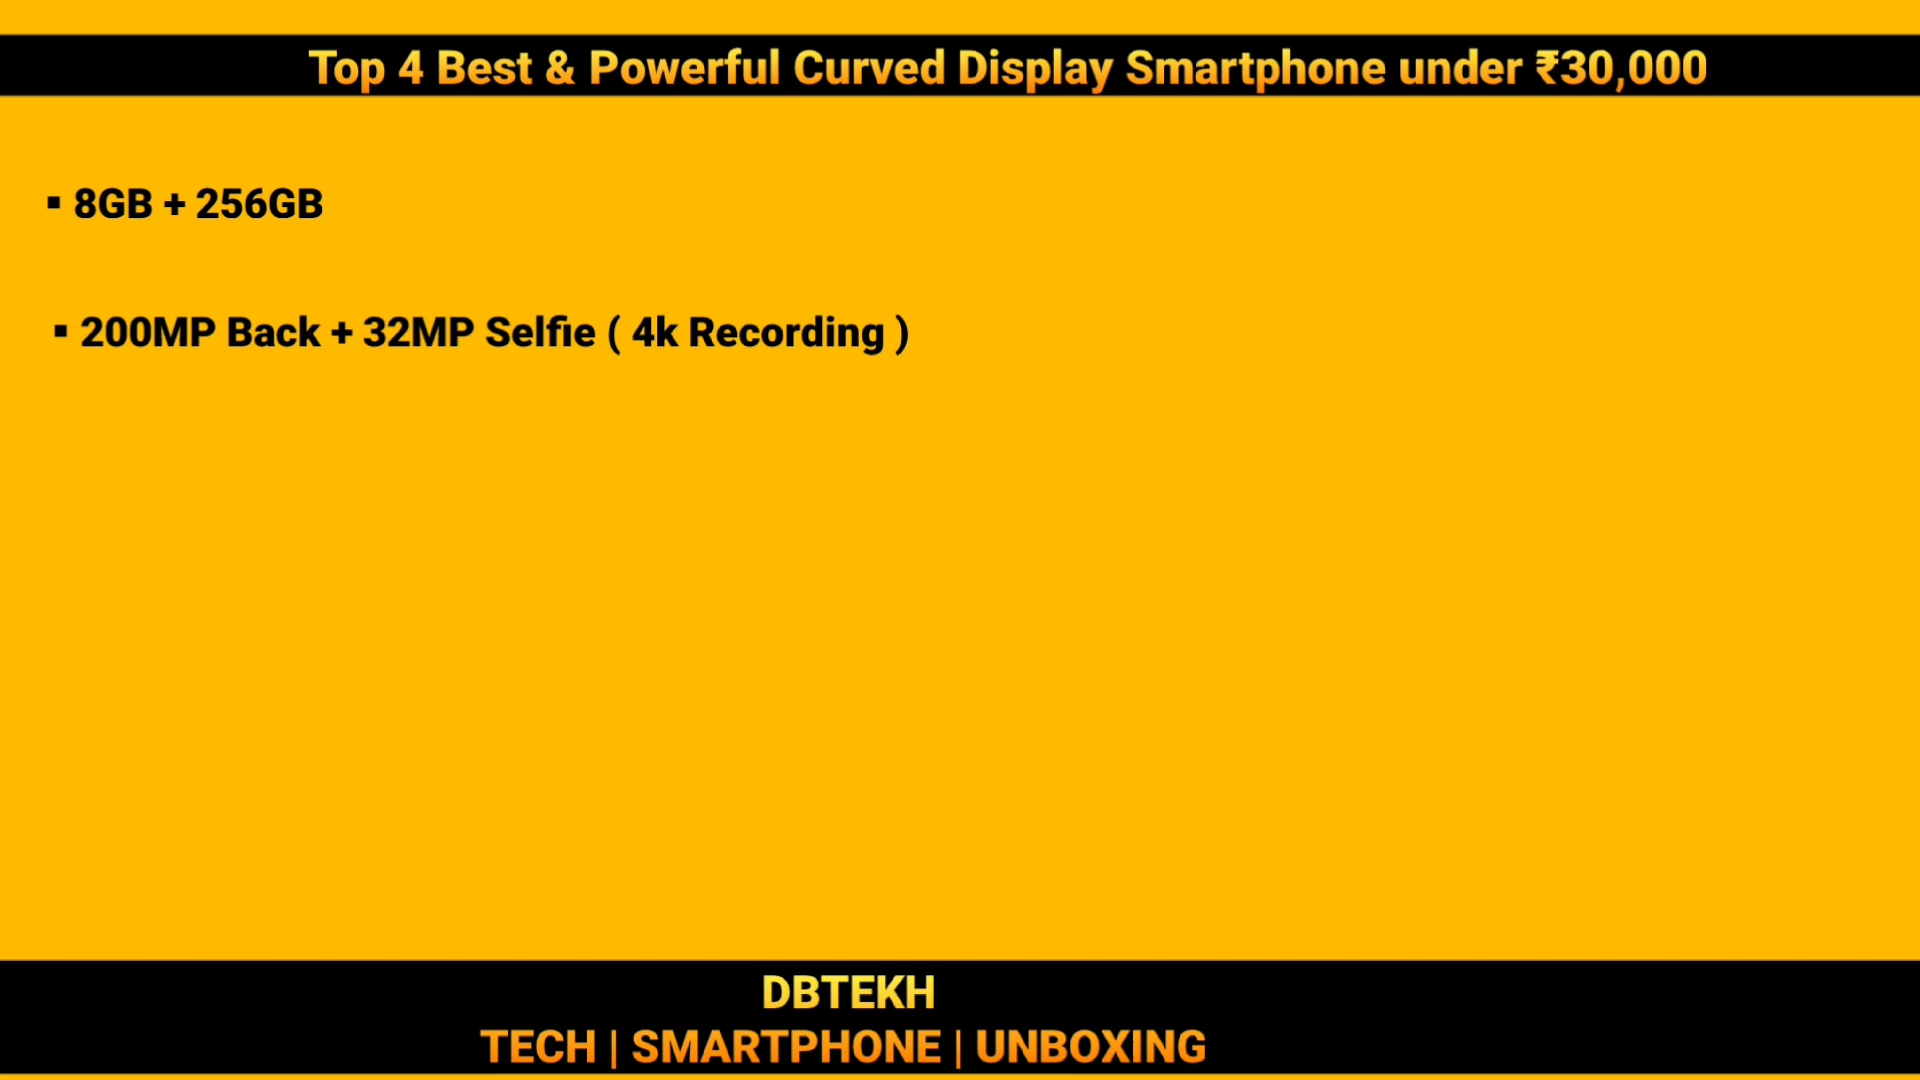 Top 4 Best & Powerful Curved Display Smartphone under ₹30,000
▪ 8GB + 256GB
▪ 200MP Back + 32MP Selfie ( 4k Recording )
DBTEKH
TECH | SMARTPHONE | UNBOXING